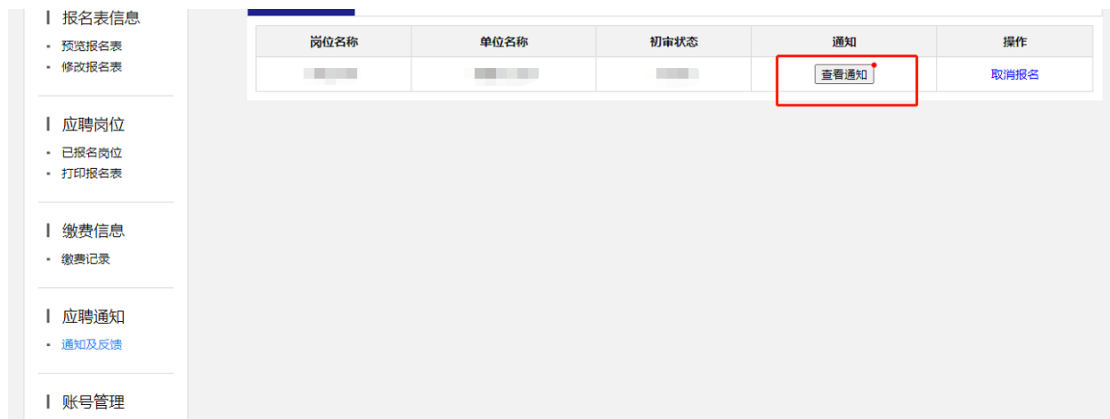 报名表信息
预览报名表
修改报名表
应聘岗位
已报名岗位
打印报名表
缴费信息
缴费记录
应聘通知
通知及反馈
账号管理
岗位名称 单位名称 初审状态 通知 操作
查看通知 取消报名